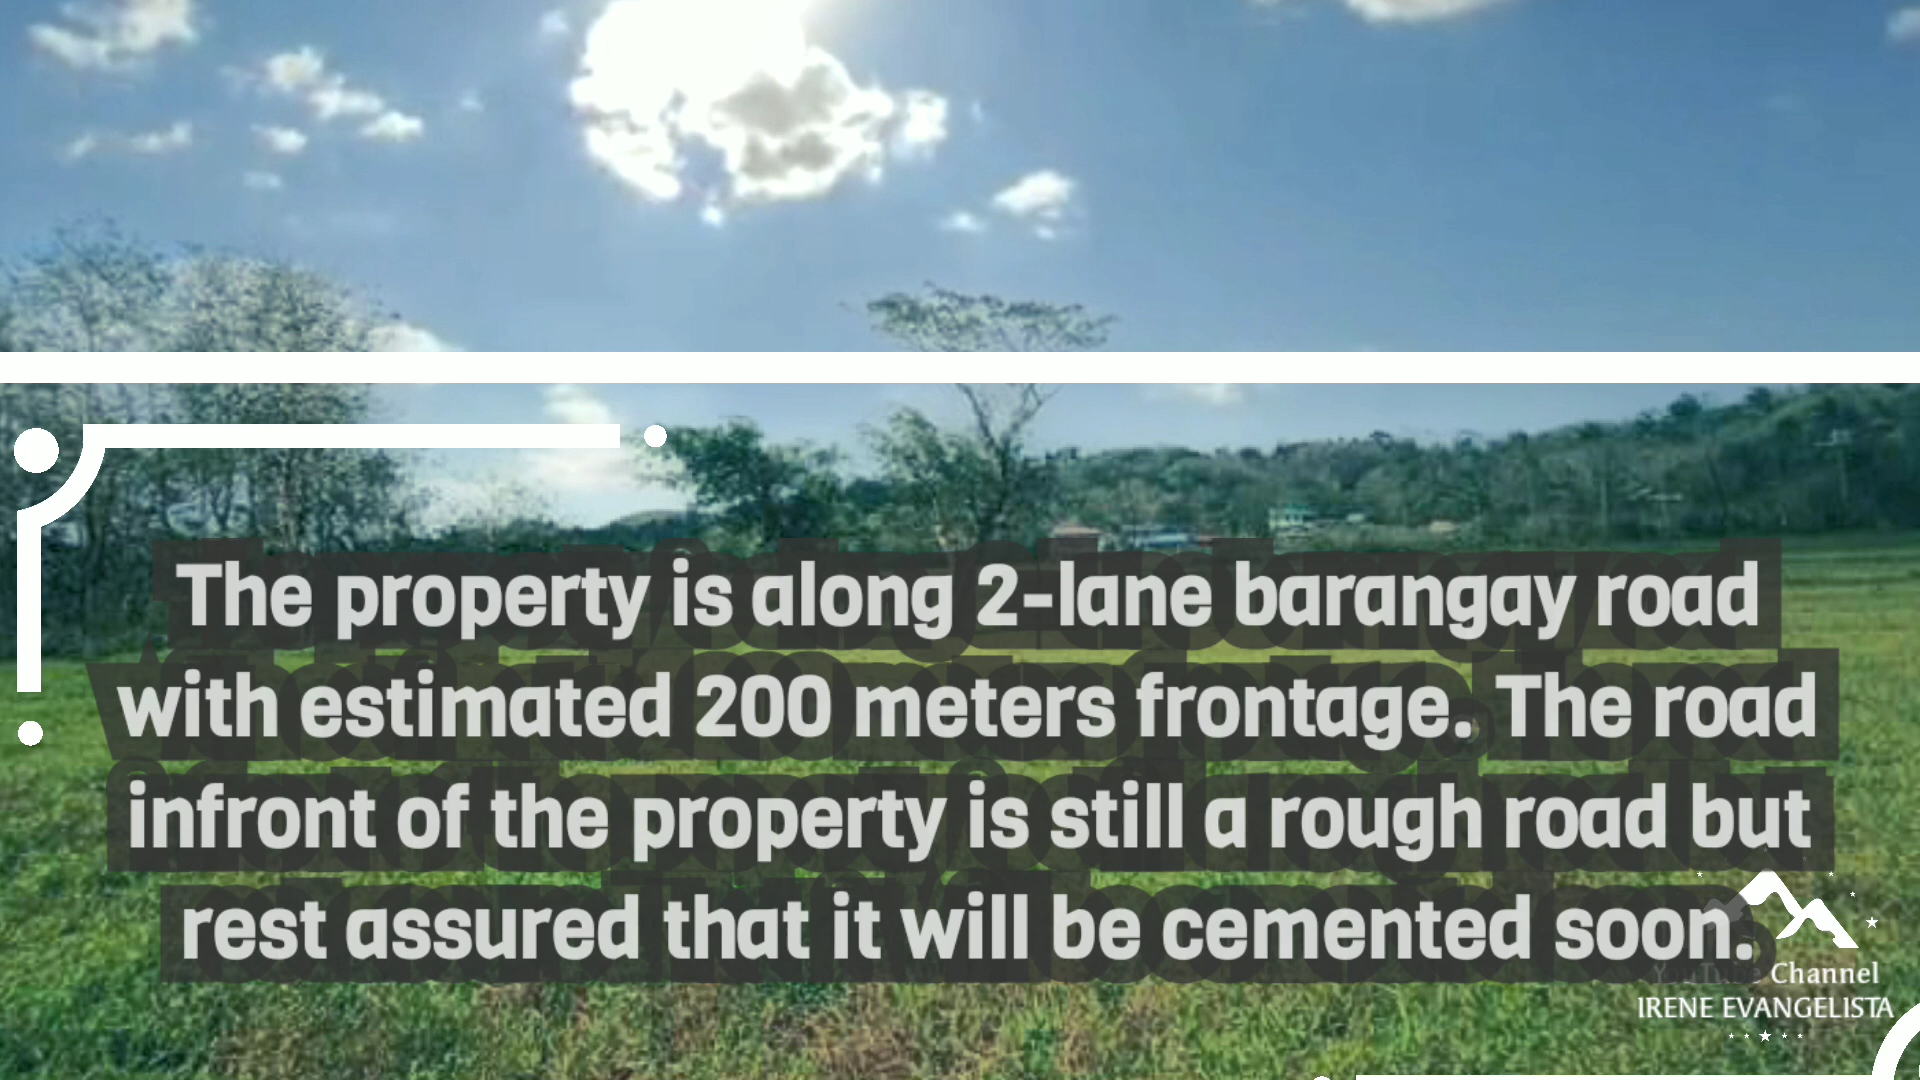 The property is along 2-lane barangay road
with estimated 200 meters frontage. The road
infront of the property is still a rough road but
rest assured that it will be cemented soon.
YouTube Channel
IRENE EVANGELISTA